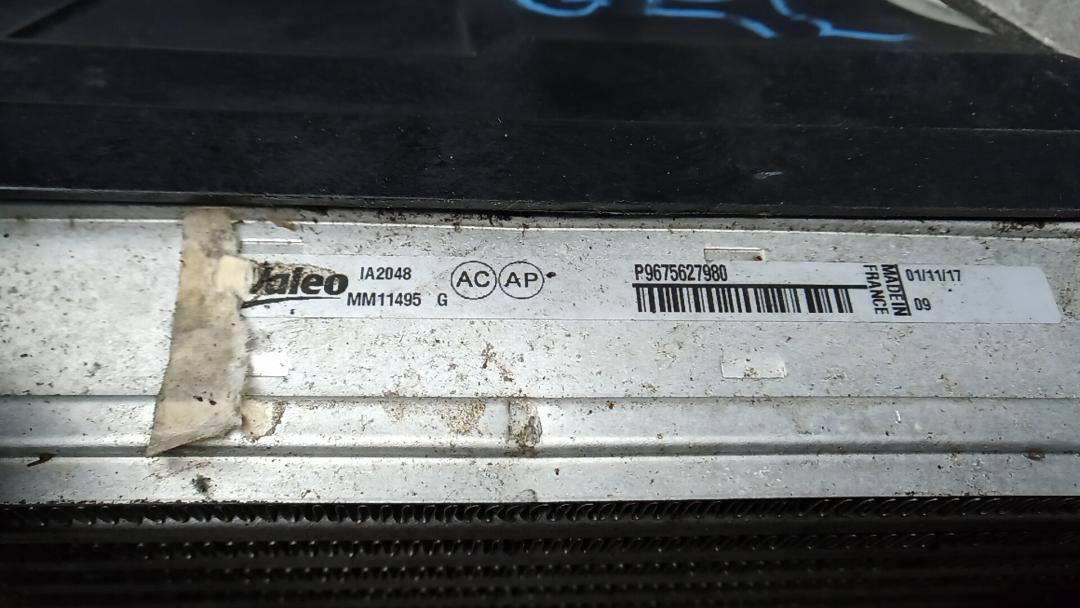 Valeo
IA2048
MM11495 G
AC AP
P9675627980
MADE IN
FRANCE
01/11/17
09